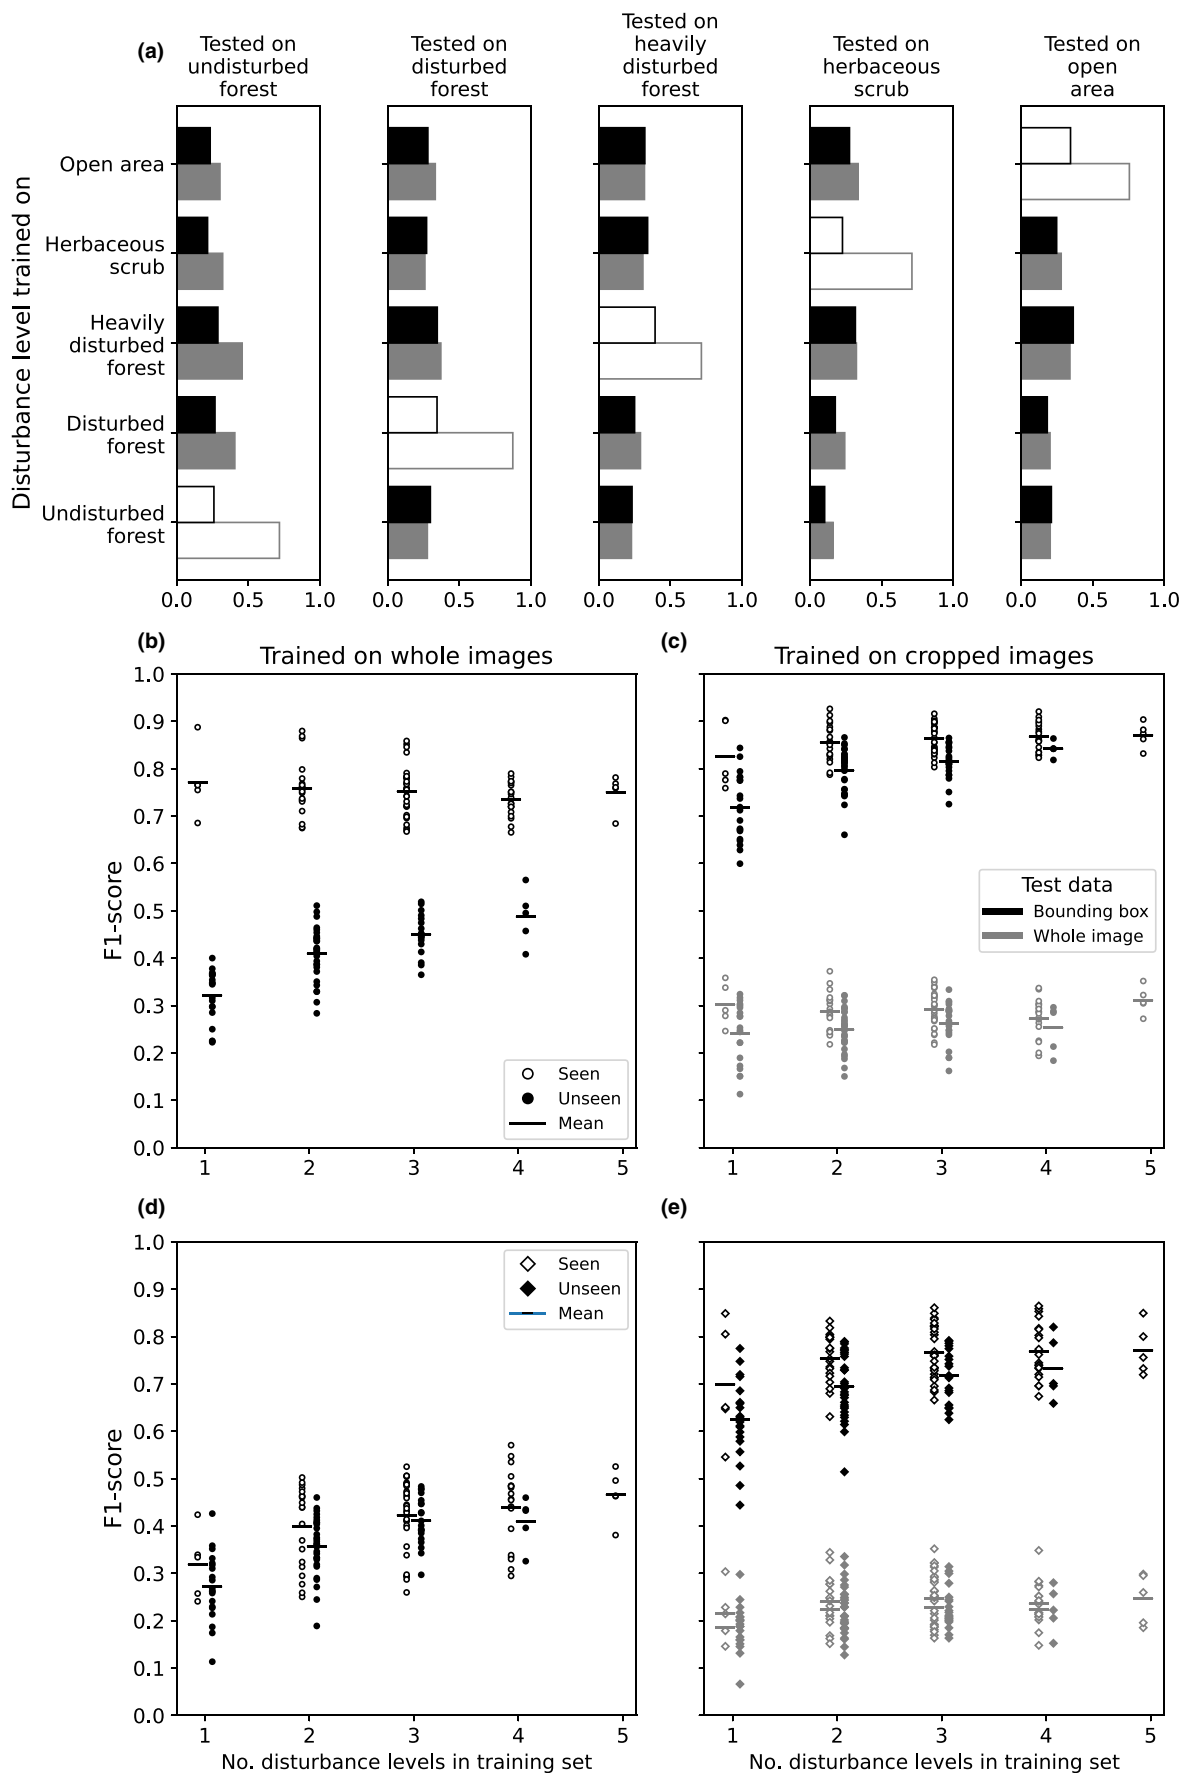 (a)
Tested on
undisturbed
forest
Tested on
disturbed
forest
Tested on
heavily
disturbed
forest
Tested on
herbaceous
scrub
Tested on
open
area
Disturbance level trained on
Open area
Herbaceous
scrub
Heavily
disturbed
forest
Disturbed
forest
Undisturbed
forest
0.0 0.5 1.0
0.0 0.5 1.0
0.0 0.5 1.0
0.0 0.5 1.0
0.0 0.5 1.0
(b)
Trained on whole images
F1-score
1.0
0.9
0.8
0.7
0.6
0.5
0.4
0.3
0.2
0.1
0.0
Seen
Unseen
Mean
1 2 3 4 5
(c)
Trained on cropped images
Test data
Bounding box
Whole image
1 2 3 4 5
(d)
F1-score
1.0
0.9
0.8
0.7
0.6
0.5
0.4
0.3
0.2
0.1
0.0
Seen
Unseen
Mean
1 2 3 4 5
(e)
1 2 3 4 5
No. disturbance levels in training set
No. disturbance levels in training set